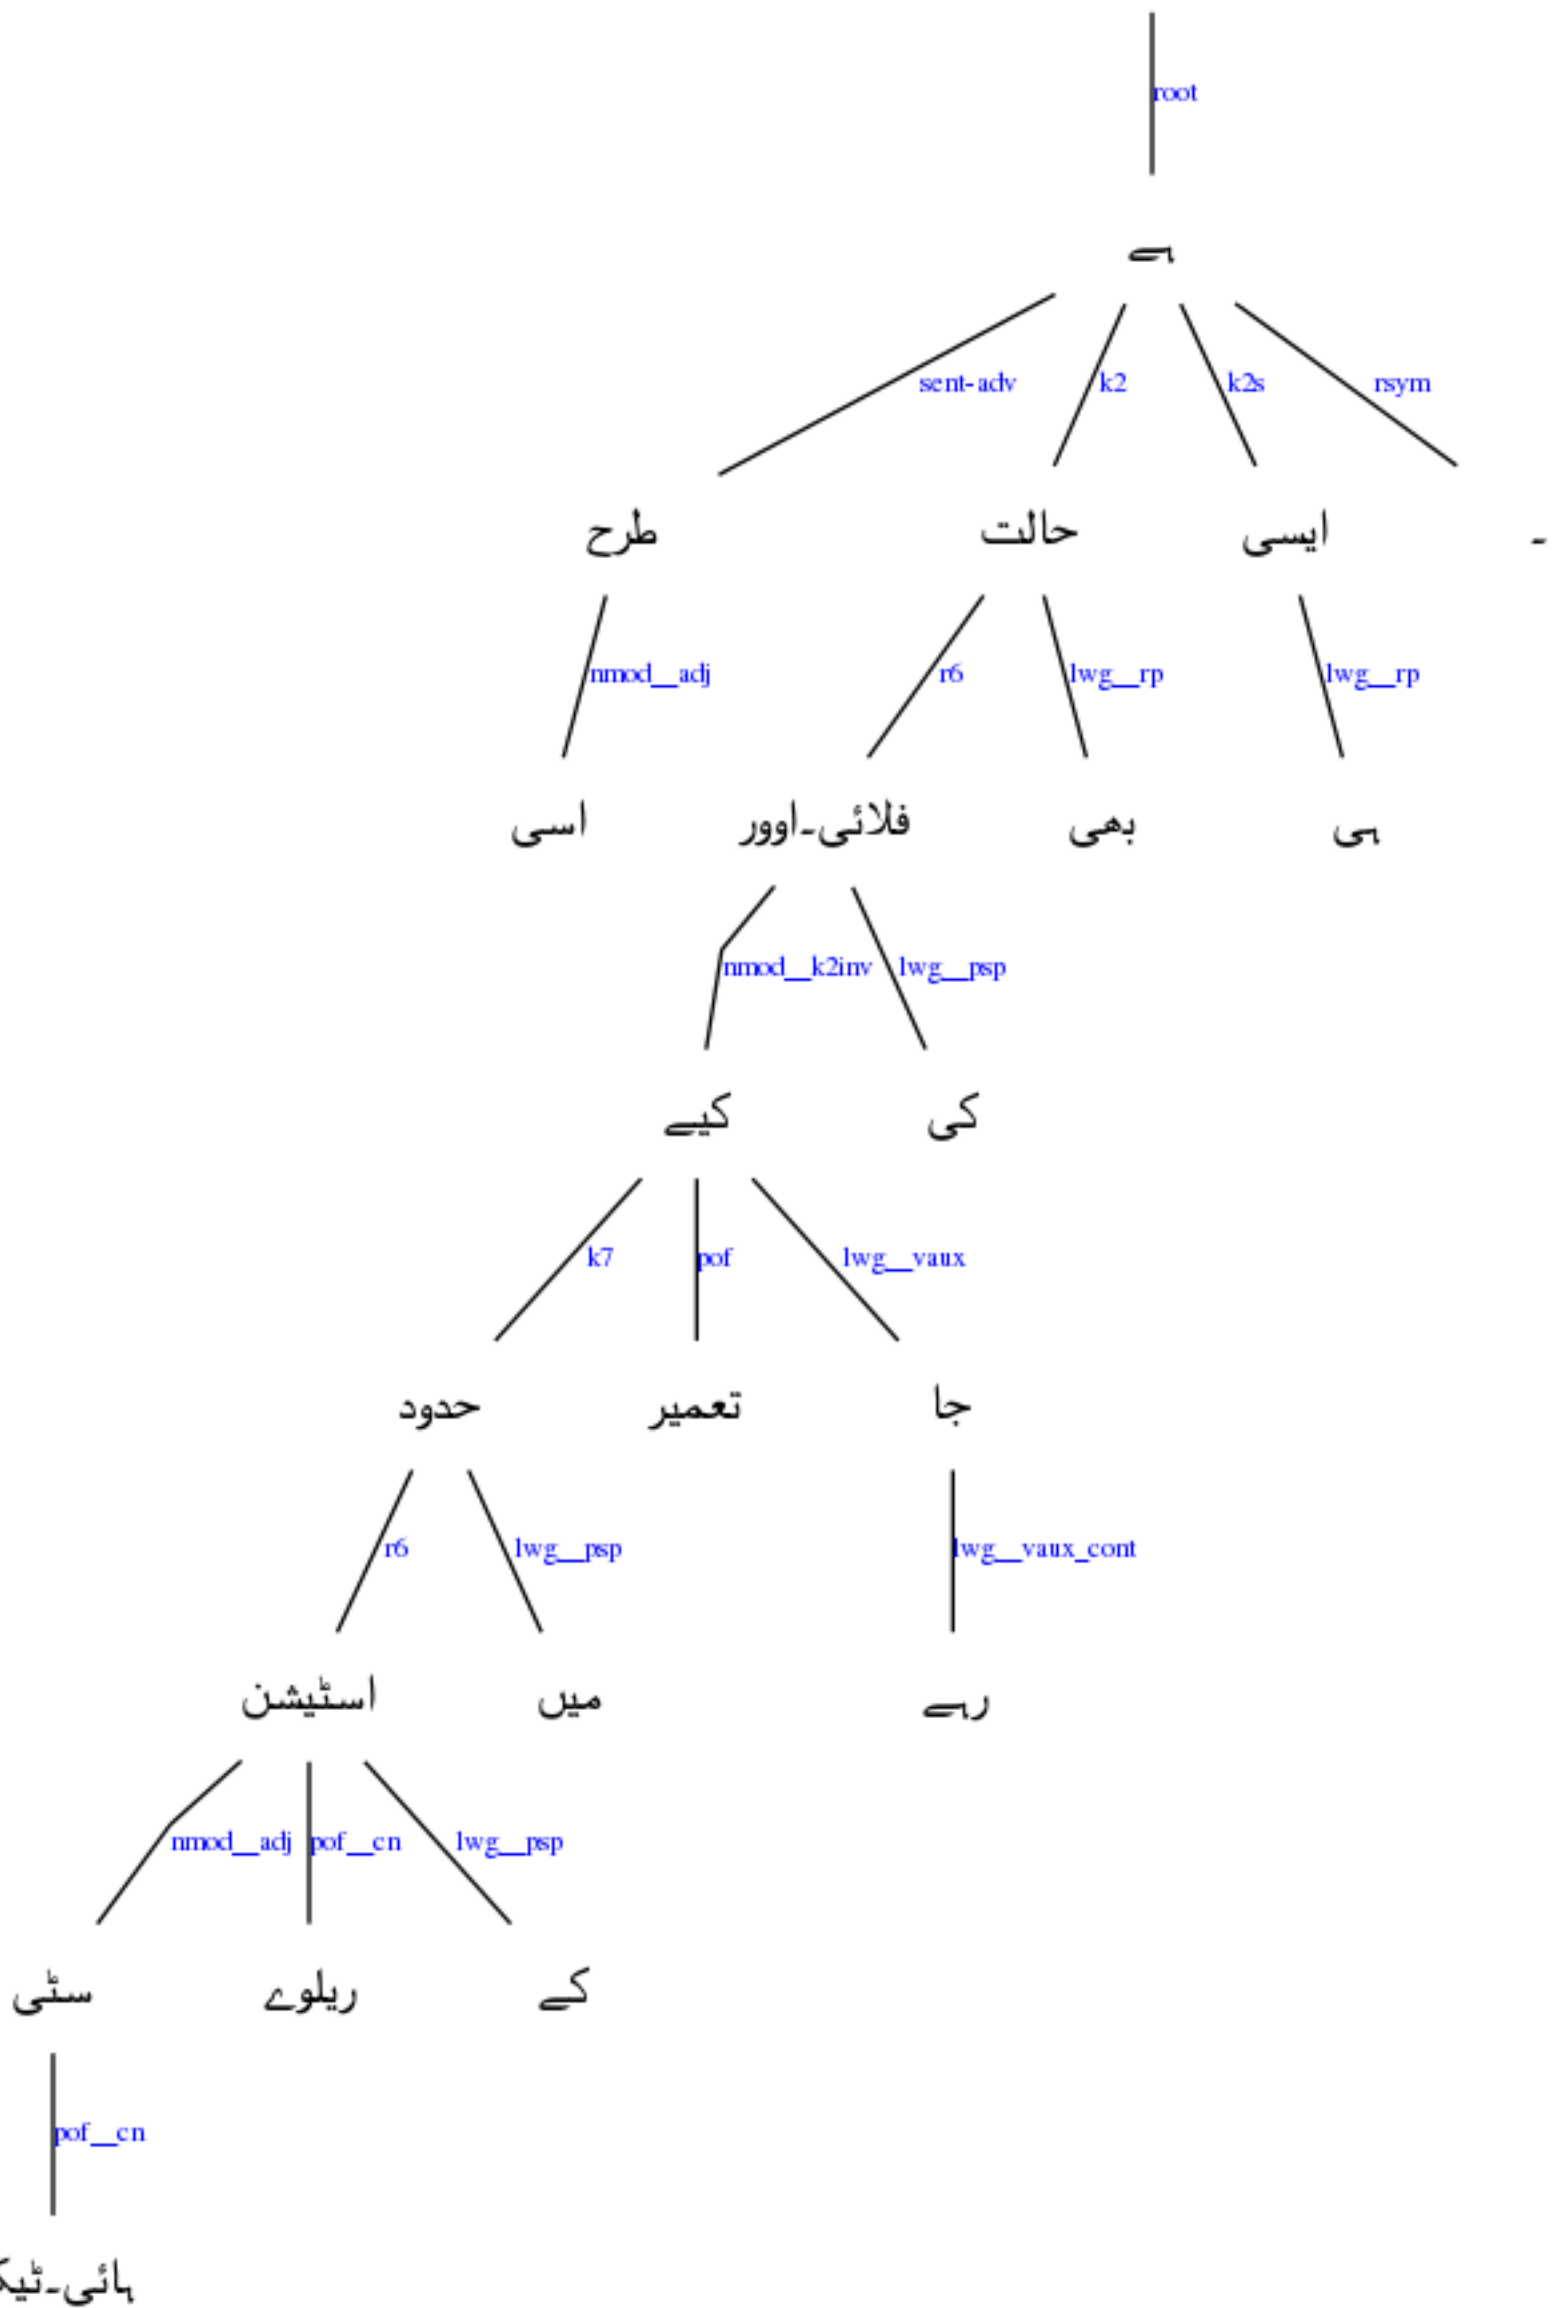 root
ہے
sent-adv k2 k2s rsym
طرح حالت ایسی ۔
nmod__adj r6 lwg__rp lwg__rp
اسی فلائی۔اوور بھی ہی
nmod__k2inv lwg__psp
کیے کی
k7 pof lwg__vaux
حدود تعمیر جا
r6 lwg__psp lwg__vaux_cont
اسٹیشن میں رہے
nmod__adj pof__cn lwg__psp
سٹی ریلوے کے
pof__cn
ہائی۔ٹیک